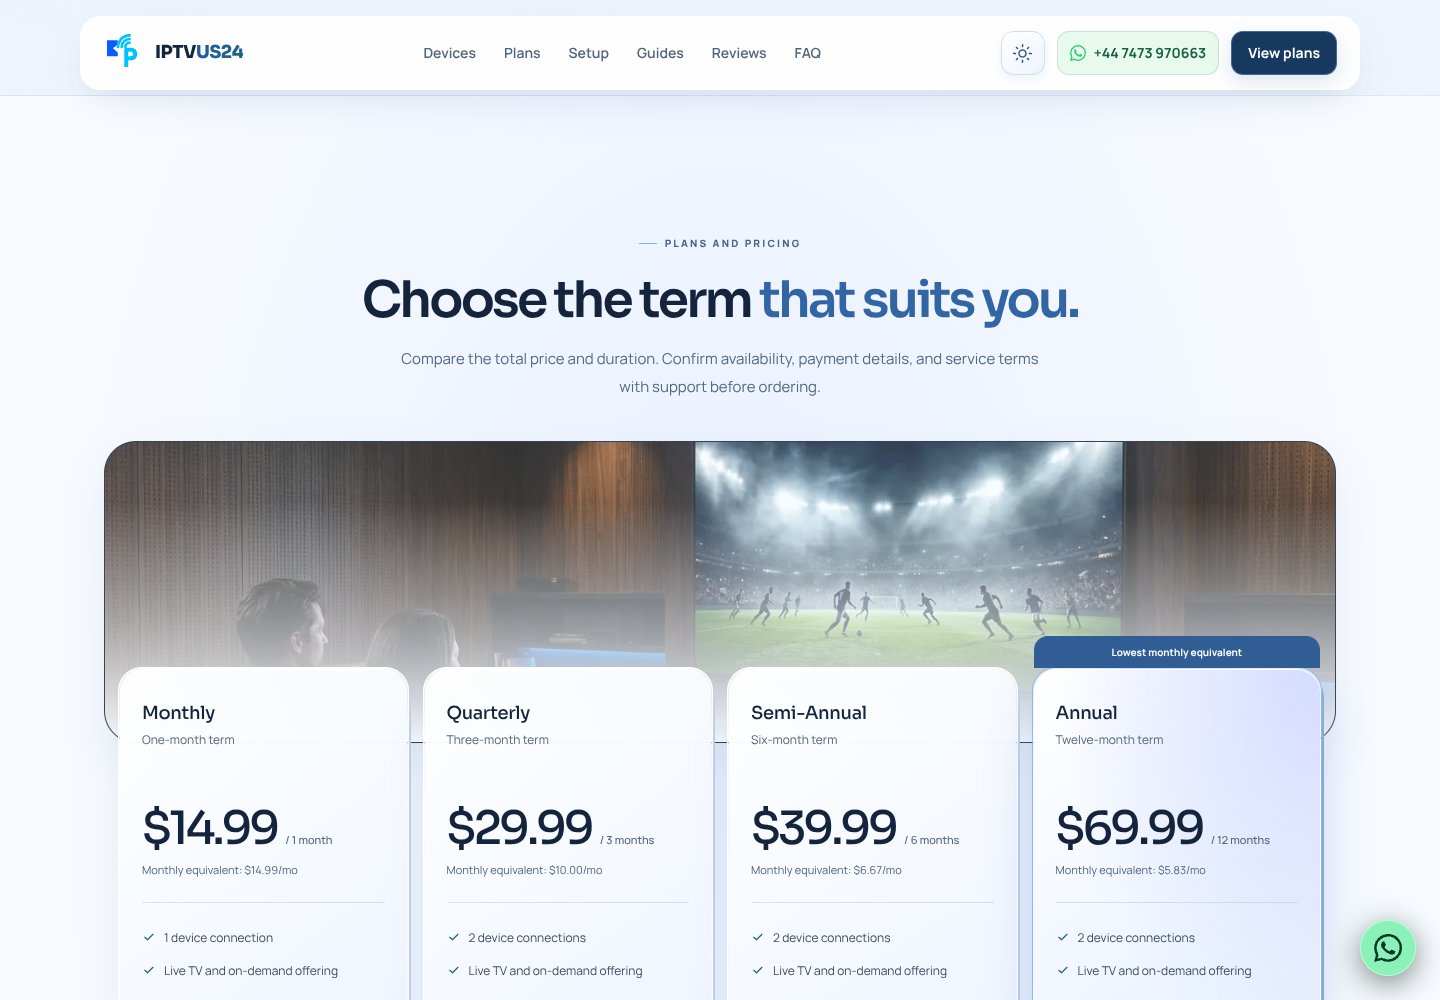 IPTVUS24
Devices Plans Setup Guides Reviews FAQ
+44 7473 970663
View plans
PLANS AND PRICING
Choose the term that suits you.
Compare the total price and duration. Confirm availability, payment details, and service terms
with support before ordering.
Lowest monthly equivalent
Monthly
One-month term
$14.99 / 1 month
Monthly equivalent: $14.99/mo
1 device connection
Live TV and on-demand offering
Quarterly
Three-month term
$29.99 / 3 months
Monthly equivalent: $10.00/mo
2 device connections
Live TV and on-demand offering
Semi-Annual
Six-month term
$39.99 / 6 months
Monthly equivalent: $6.67/mo
2 device connections
Live TV and on-demand offering
Annual
Twelve-month term
$69.99 / 12 months
Monthly equivalent: $5.83/mo
2 device connections
Live TV and on-demand offering